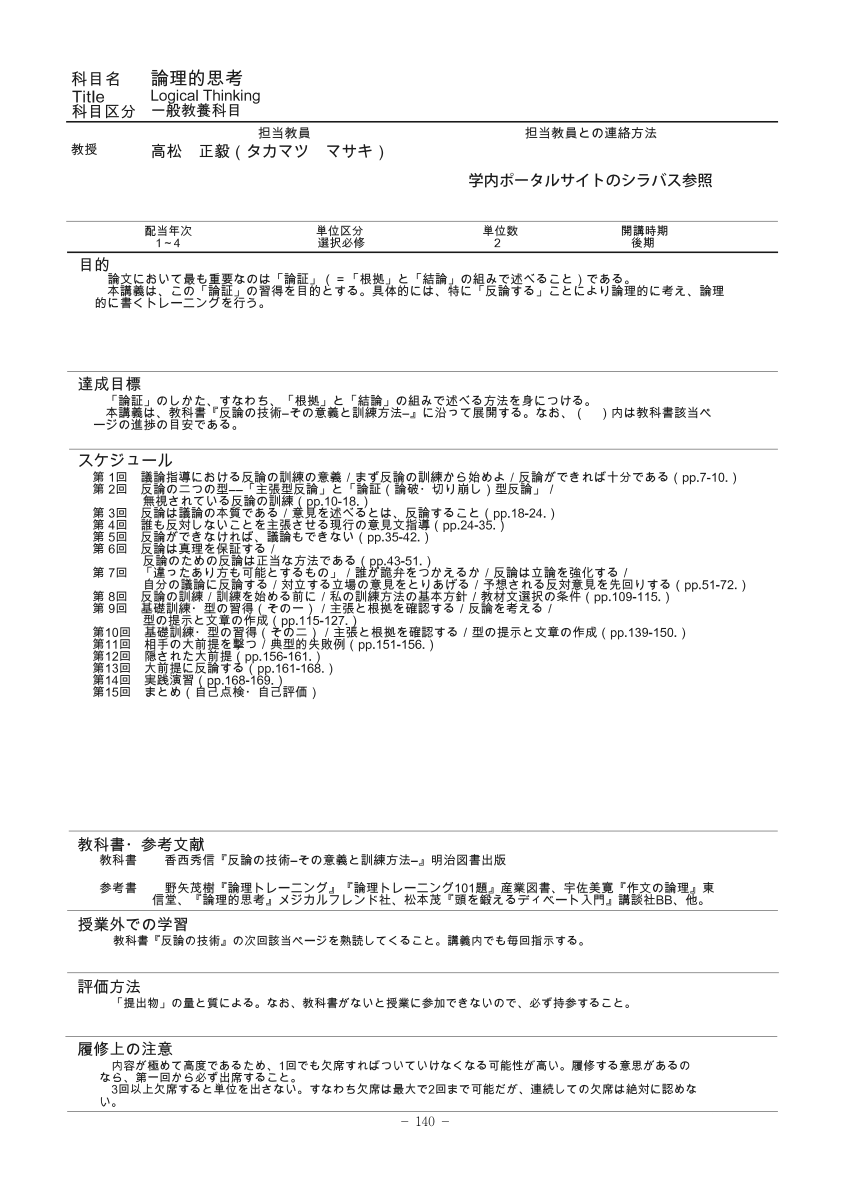 科目名 論理的思考
Title Logical Thinking
科目区分 一般教養科目
担当教員 担当教員との連絡方法
教授 高松 正毅（タカマツ マサキ）
学内ポータルサイトのシラバス参照
配当年次 単位区分 単位数 開講時期
1～4 選択必修 2 後期
目的
論文において最も重要なのは「論証」（＝「根拠」と「結論」の組みで述べること）である。
本講義は、この「論証」の習得を目的とする。具体的には、特に「反論する」ことにより論理的に考え、論理
的に書くトレーニングを行う。
達成目標
「論証」のしかた、すなわち、「根拠」と「結論」の組みで述べる方法を身につける。
本講義は、教科書『反論の技術–その意義と訓練方法–』に沿って展開する。なお、（　）内は教科書該当ペ
ージの進捗の目安である。
スケジュール
第 1回 議論指導における反論の訓練の意義 / まず反論の訓練から始めよ / 反論ができれば十分である（pp.7-10.）
第 2回 反論の二つの型―「主張型反論」と「論証（論破・切り崩し）型反論」 /
無視されている反論の訓練（pp.10-18.）
第 3回 反論は議論の本質である / 意見を述べるとは、反論すること（pp.18-24.）
第 4回 誰も反対しないことを主張させる現行の意見文指導（pp.24-35.）
第 5回 反論ができなければ、議論もできない（pp.35-42.）
第 6回 反論は真理を保証する /
反論のための反論は正当な方法である（pp.43-51.）
第 7回 「違ったあり方も可能とするもの」 / 誰が詭弁をつかえるか / 反論は立論を強化する /
自分の議論に反論する / 対立する立場の意見をとりあげる / 予想される反対意見を先回りする（pp.51-72.）
第 8回 反論の訓練 / 訓練を始める前に / 私の訓練方法の基本方針 / 教材文選択の条件（pp.109-115.）
第 9回 基礎訓練・型の習得（その一） / 主張と根拠を確認する / 反論を考える /
型の提示と文章の作成（pp.115-127.）
第10回 基礎訓練・型の習得（その二） / 主張と根拠を確認する / 型の提示と文章の作成（pp.139-150.）
第11回 相手の大前提を撃つ / 典型的失敗例（pp.151-156.）
第12回 隠された大前提（pp.156-161.）
第13回 大前提に反論する（pp.161-168.）
第14回 実践演習（pp.168-169.）
第15回 まとめ（自己点検・自己評価）
教科書・参考文献
教科書 香西秀信『反論の技術–その意義と訓練方法–』明治図書出版
参考書 野矢茂樹『論理トレーニング』『論理トレーニング101題』産業図書、宇佐美寛『作文の論理』東
信堂、『論理的思考』メジカルフレンド社、松本茂『頭を鍛えるディベート入門』講談社BB、他。
授業外での学習
教科書『反論の技術』の次回該当ページを熟読してくること。講義内でも毎回指示する。
評価方法
「提出物」の量と質による。なお、教科書がないと授業に参加できないので、必ず持参すること。
履修上の注意
内容が極めて高度であるため、1回でも欠席すればついていけなくなる可能性が高い。履修する意思があるの
なら、第一回から必ず出席すること。
3回以上欠席すると単位を出さない。すなわち欠席は最大で2回まで可能だが、連続しての欠席は絶対に認めな
い。
– 140 –